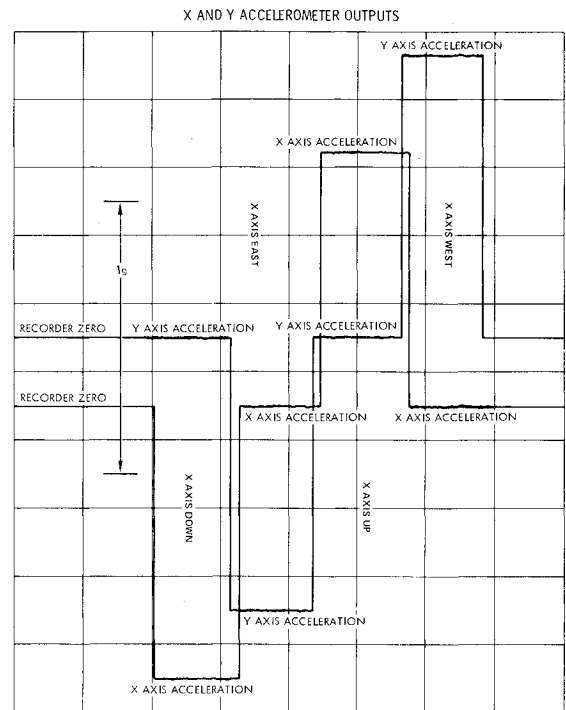 X AND Y ACCELEROMETER OUTPUTS
Y AXIS ACCELERATION
X AXIS ACCELERATION
X AXIS EAST
X AXIS WEST
1g
RECORDER ZERO
Y AXIS ACCELERATION
Y AXIS ACCELERATION
RECORDER ZERO
X AXIS ACCELERATION
X AXIS ACCELERATION
X AXIS DOWN
X AXIS UP
Y AXIS ACCELERATION
X AXIS ACCELERATION